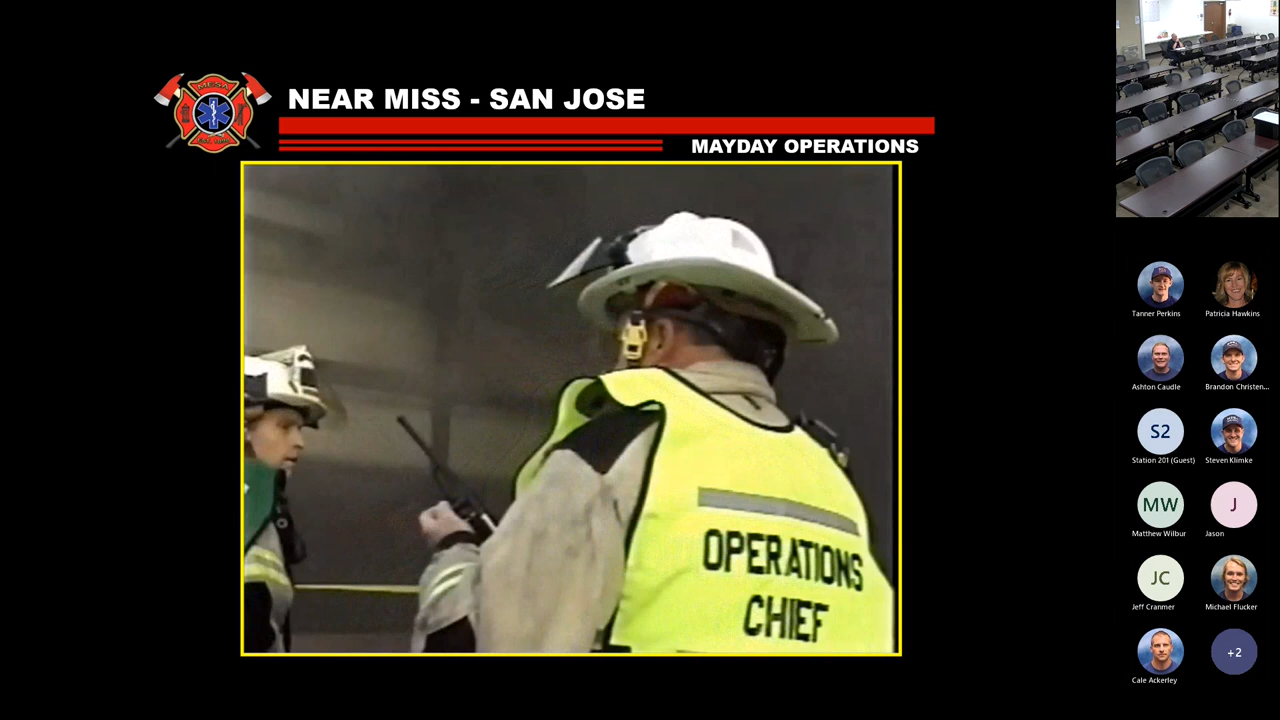 NEAR MISS - SAN JOSE
MAYDAY OPERATIONS
OPERATIONS
CHIEF
Tanner Perkins
Patricia Hawkins
Ashton Caudle
Brandon Christen...
S2
Station 201 (Guest)
Steven Klimke
MW
Matthew Wilbur
J
Jason
JC
Jeff Cranmer
Michael Flucker
Cale Ackerley
+2